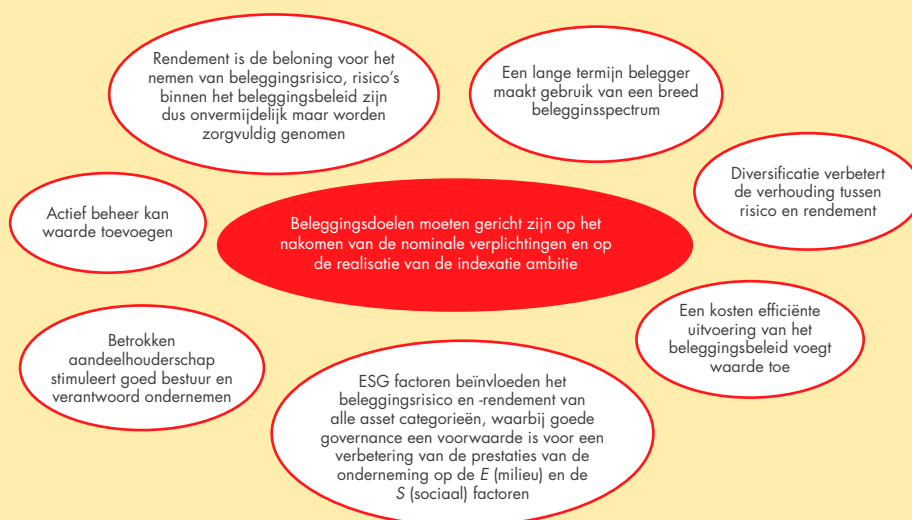 Rendement is de beloning voor het
nemen van beleggingsrisico, risico's
binnen het beleggingsbeleid zijn
dus onvermijdelijk maar worden
zorgvuldig genomen
Een lange termijn belegger
maakt gebruik van een breed
belegginsspectrum
Diversificatie verbetert
de verhouding tussen
risico en rendement
Actief beheer kan
waarde toevoegen
Beleggingsdoelen moeten gericht zijn op het
nakomen van de nominale verplichtingen en op
de realisatie van de indexatie ambitie
Een kosten efficiënte
uitvoering van het
beleggingsbeleid voegt
waarde toe
Betrokken
aandeelhouderschap
stimuleert goed bestuur en
verantwoord ondernemen
ESG factoren beïnvloeden het
beleggingsrisico en -rendement van
alle asset categorieën, waarbij goede
governance een voorwaarde is voor een
verbetering van de prestaties van de
onderneming op de E (milieu) en de
S (sociaal) factoren